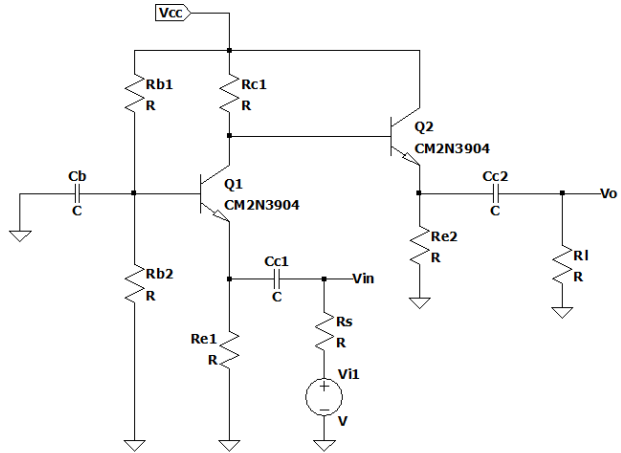 Vcc
Rb1
R
Rc1
R
Q2
CM2N3904
Cb
C
Q1
CM2N3904
Cc2
C
Vo
Rb2
R
Cc1
C
Vin
Re2
R
Rl
R
Re1
R
Rs
R
Vi1
+
−
V